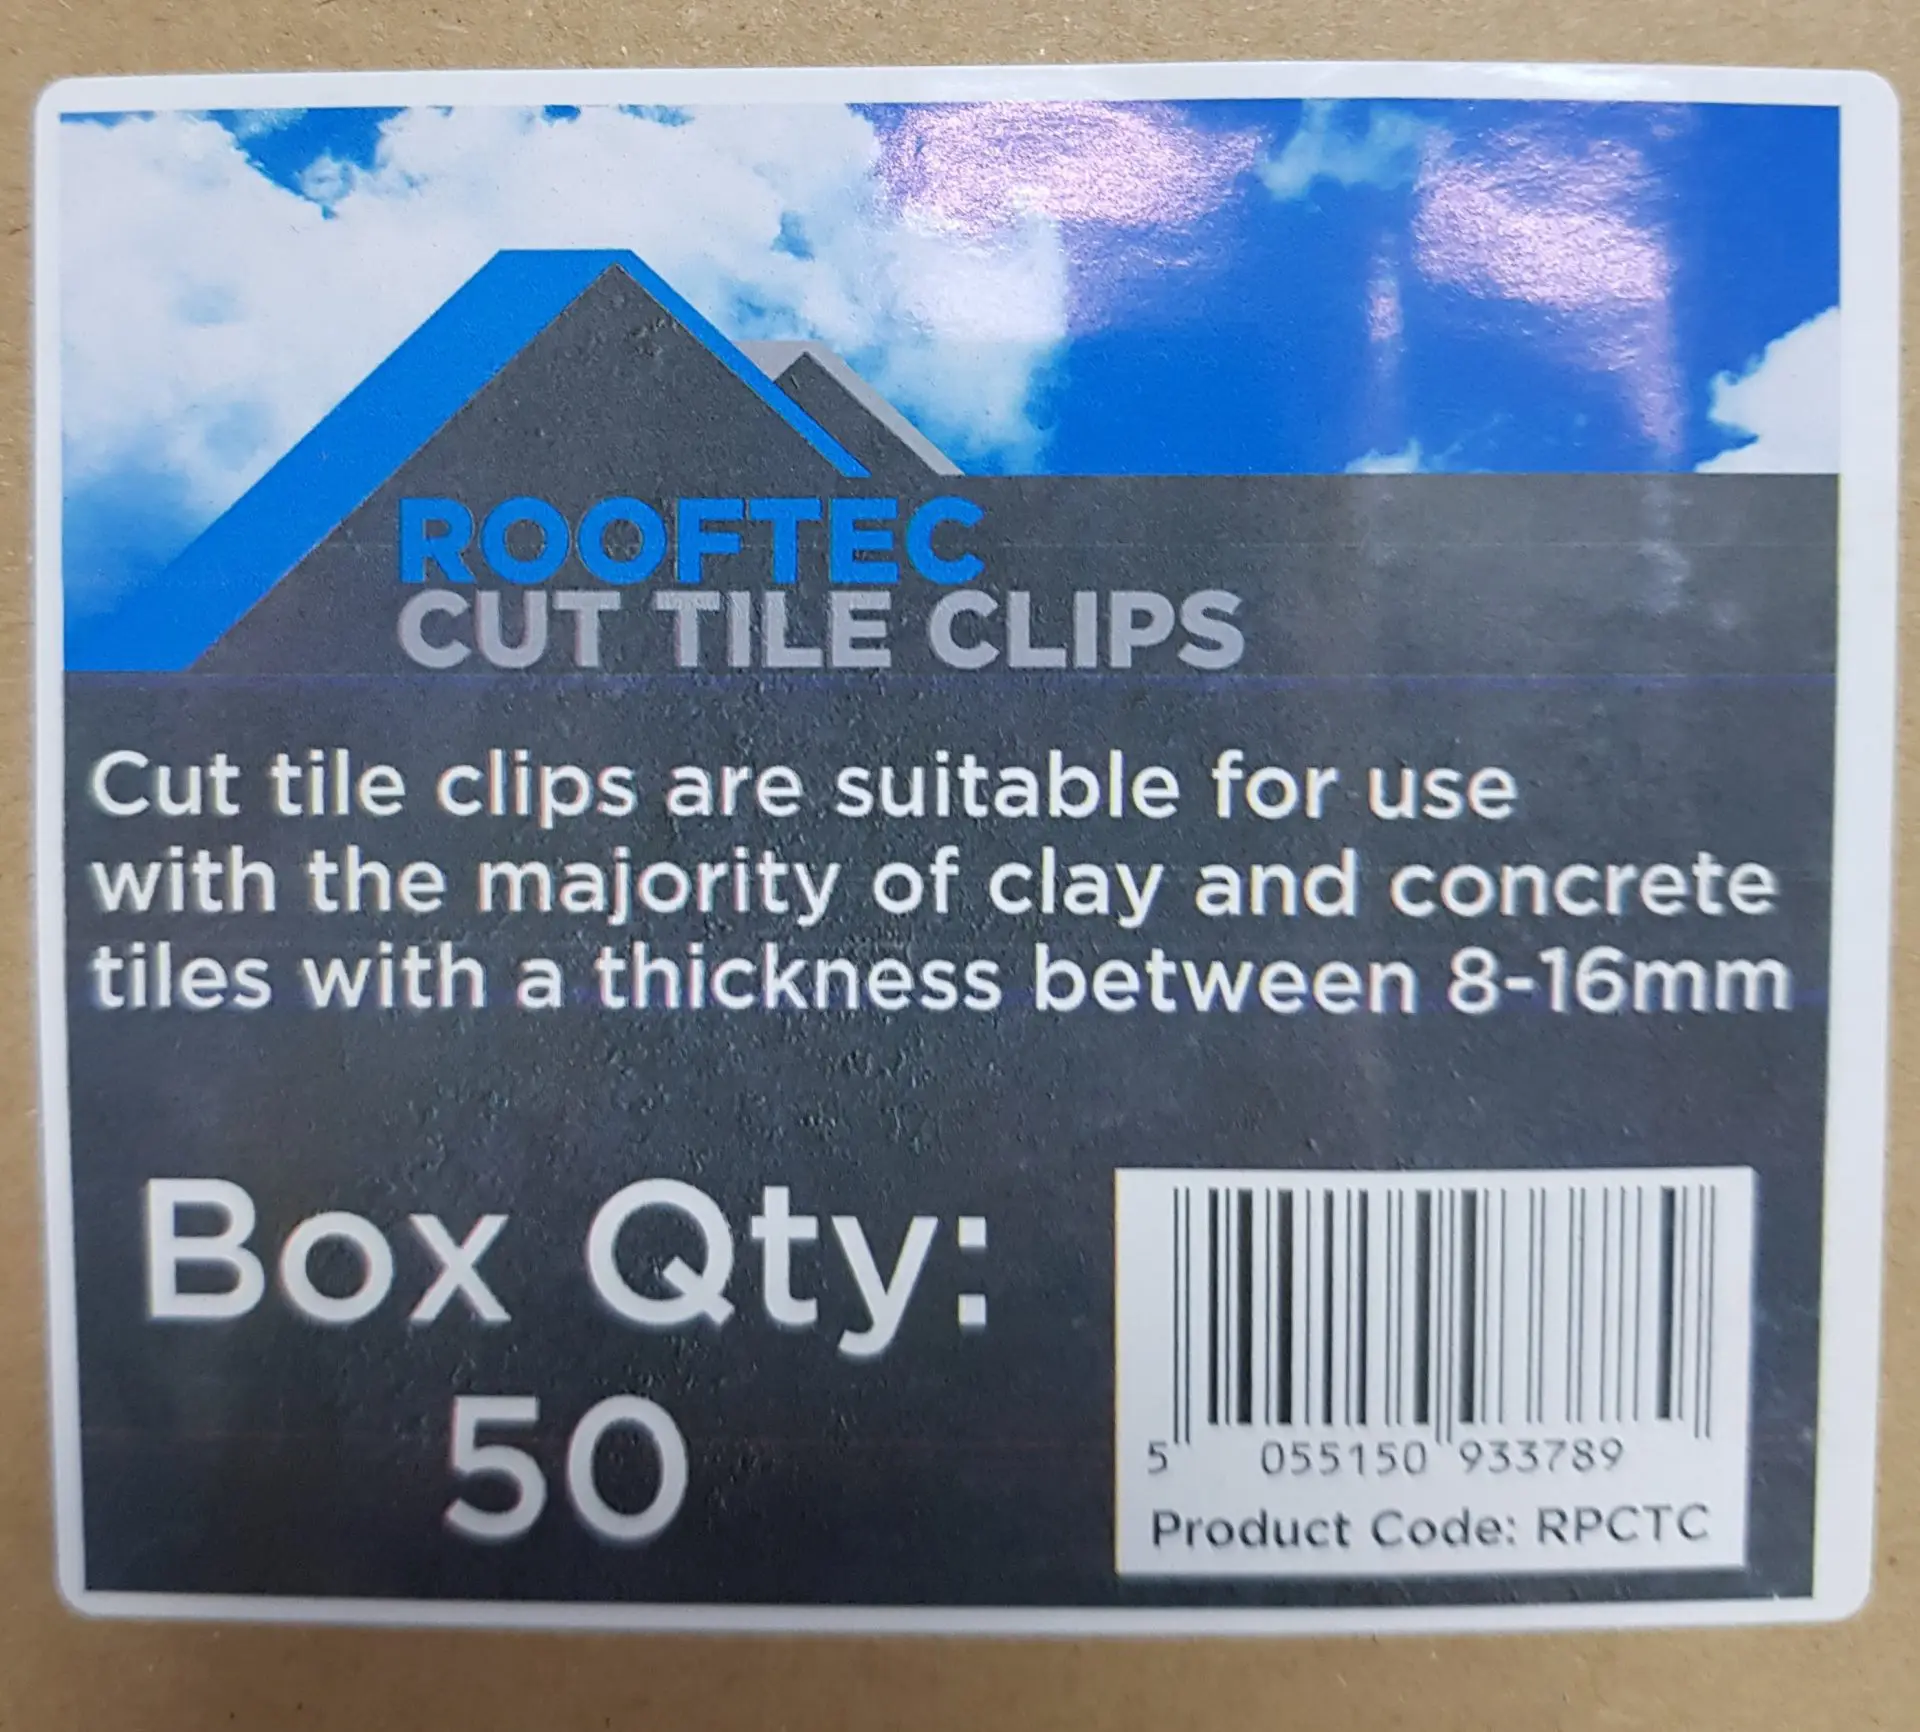 ROOFTEC
CUT TILE CLIPS
Cut tile clips are suitable for use
with the majority of clay and concrete
tiles with a thickness between 8-16mm
Box Qty:
50
5 055150 933789
Product Code: RPCTC